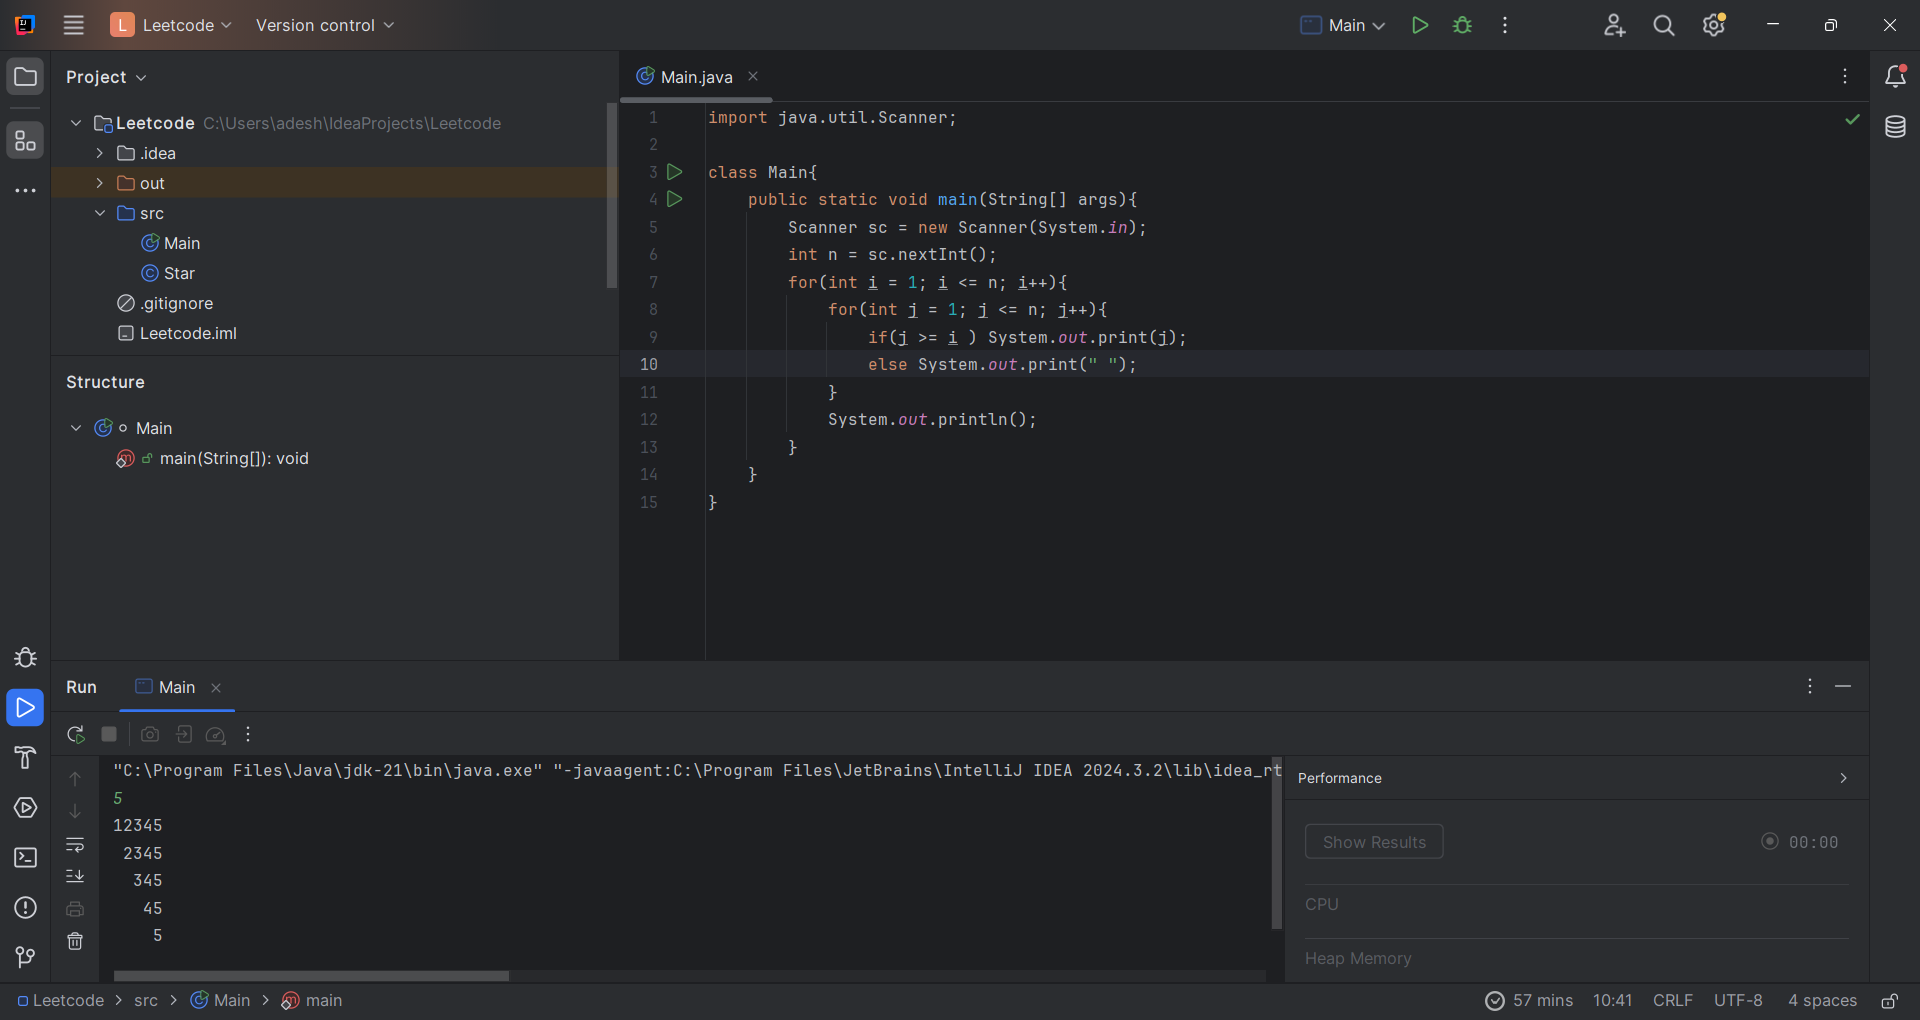 L Leetcode Version control Main
Project
Leetcode C:\Users\adesh\IdeaProjects\Leetcode
.idea
out
src
Main
Star
.gitignore
Leetcode.iml
Structure
Main
main(String[]): void
Main.java
1 import java.util.Scanner;
2
3 class Main{
4     public static void main(String[] args){
5         Scanner sc = new Scanner(System.in);
6         int n = sc.nextInt();
7         for(int i = 1; i <= n; i++){
8             for(int j = 1; j <= n; j++){
9                 if(j >= i ) System.out.print(j);
10                 else System.out.print(" ");
11             }
12             System.out.println();
13         }
14     }
15 }
Run Main
"C:\Program Files\Java\jdk-21\bin\java.exe" "-javaagent:C:\Program Files\JetBrains\IntelliJ IDEA 2024.3.2\lib\idea_rt
5
12345
 2345
  345
   45
    5
Performance
Show Results 00:00
CPU
Heap Memory
Leetcode > src > Main > main 57 mins 10:41 CRLF UTF-8 4 spaces